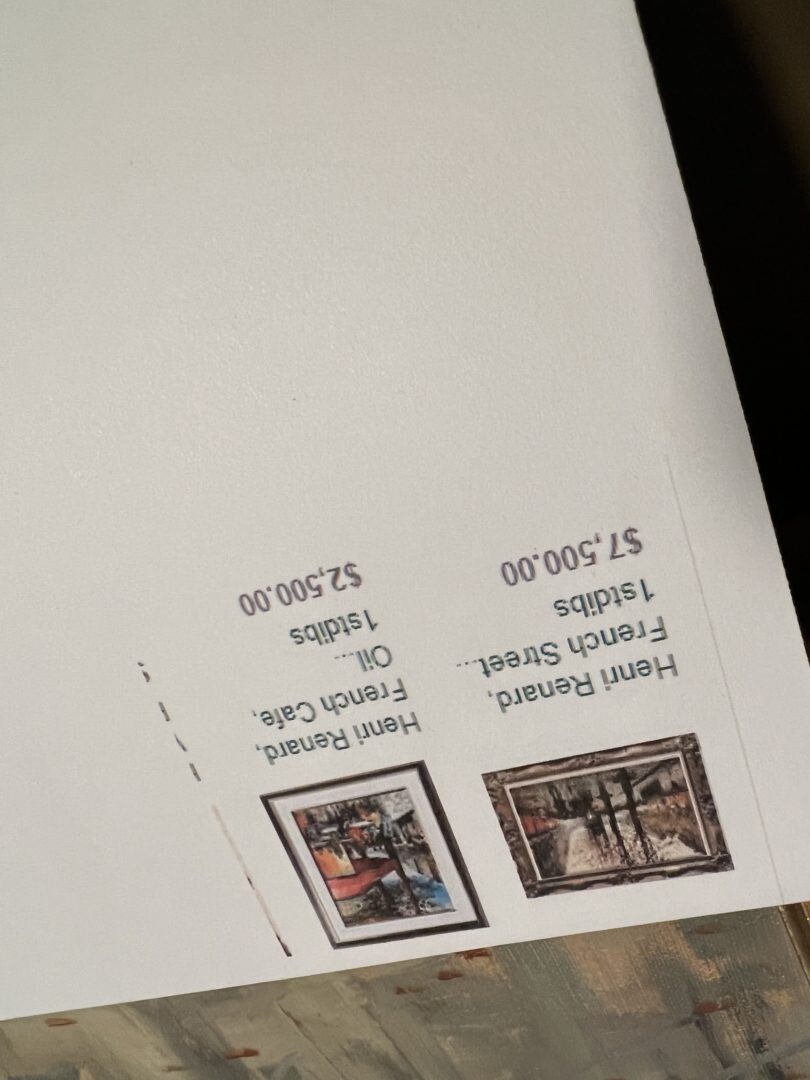 Henri Renard,
French Street...
1stdibs
$7,500.00
Henri Renard,
French Cafe,
Oil...
1stdibs
$2,500.00